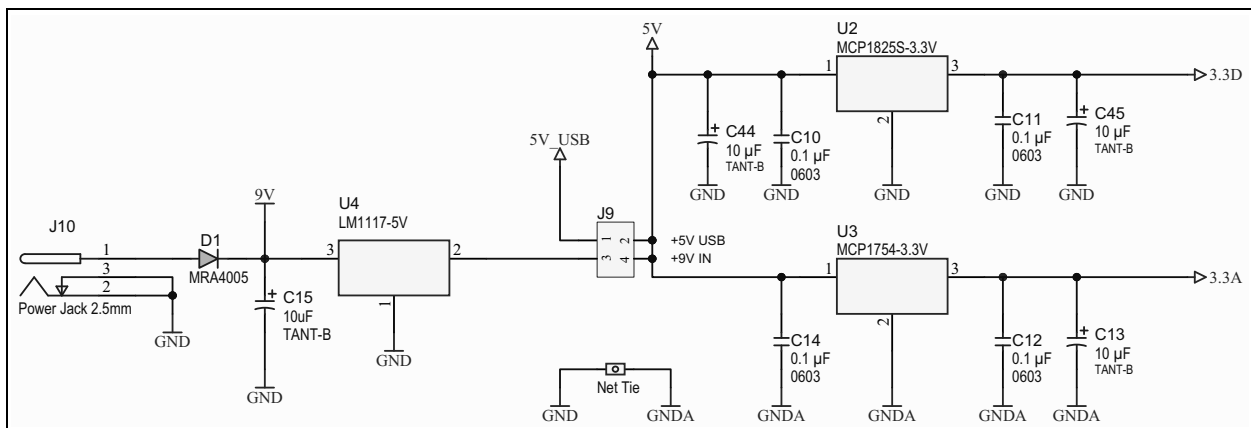 J10
1
3
2
Power Jack 2.5mm
GND
D1
MRA4005
9V
C15
10uF
TANT-B
GND
U4
LM1117-5V
3
2
1
GND
5V_USB
J9
1
2
3
4
+5V USB
+9V IN
5V
C44
10 µF
TANT-B
GND
C10
0.1 µF
0603
GND
U2
MCP1825S-3.3V
1
3
2
GND
C11
0.1 µF
0603
GND
C45
10 µF
TANT-B
GND
3.3D
U3
MCP1754-3.3V
1
3
2
GNDA
C14
0.1 µF
0603
GNDA
C12
0.1 µF
0603
GNDA
C13
10 µF
TANT-B
GNDA
3.3A
Net Tie
GND
GNDA